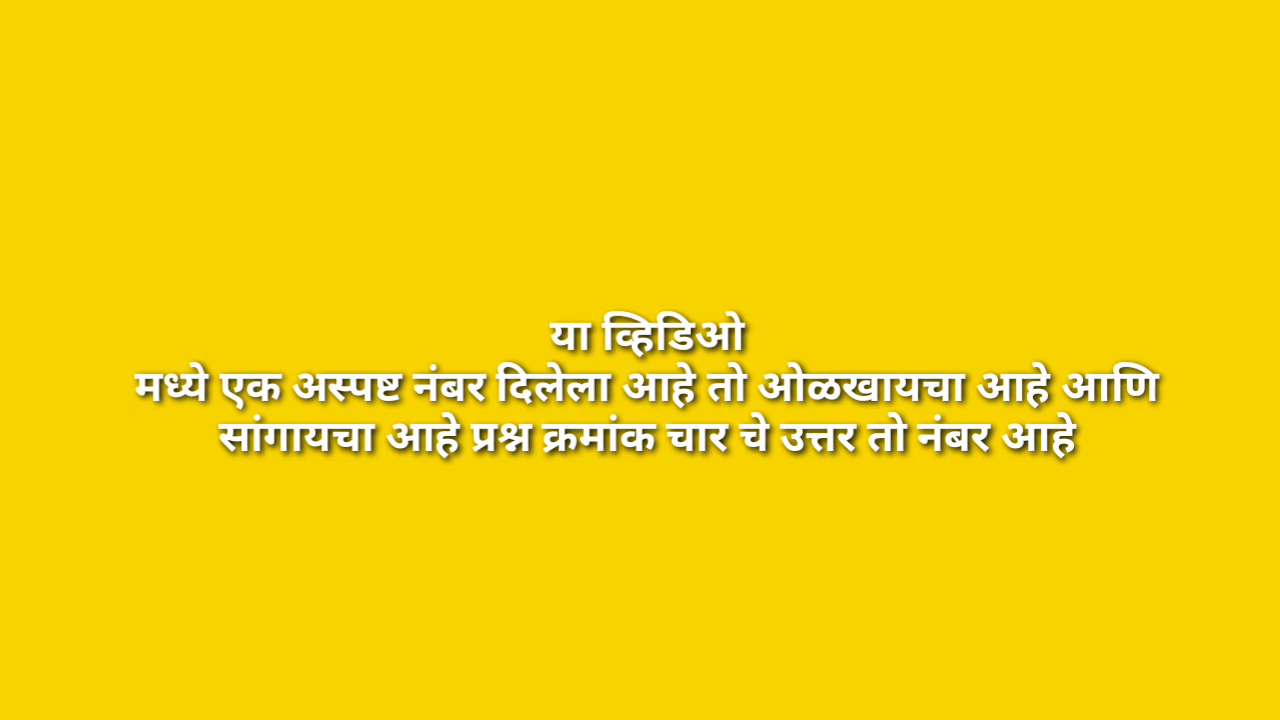 या व्हिडिओ
मध्ये एक अस्पष्ट नंबर दिलेला आहे तो ओळखायचा आहे आणि
सांगायचा आहे प्रश्न क्रमांक चार चे उत्तर तो नंबर आहे